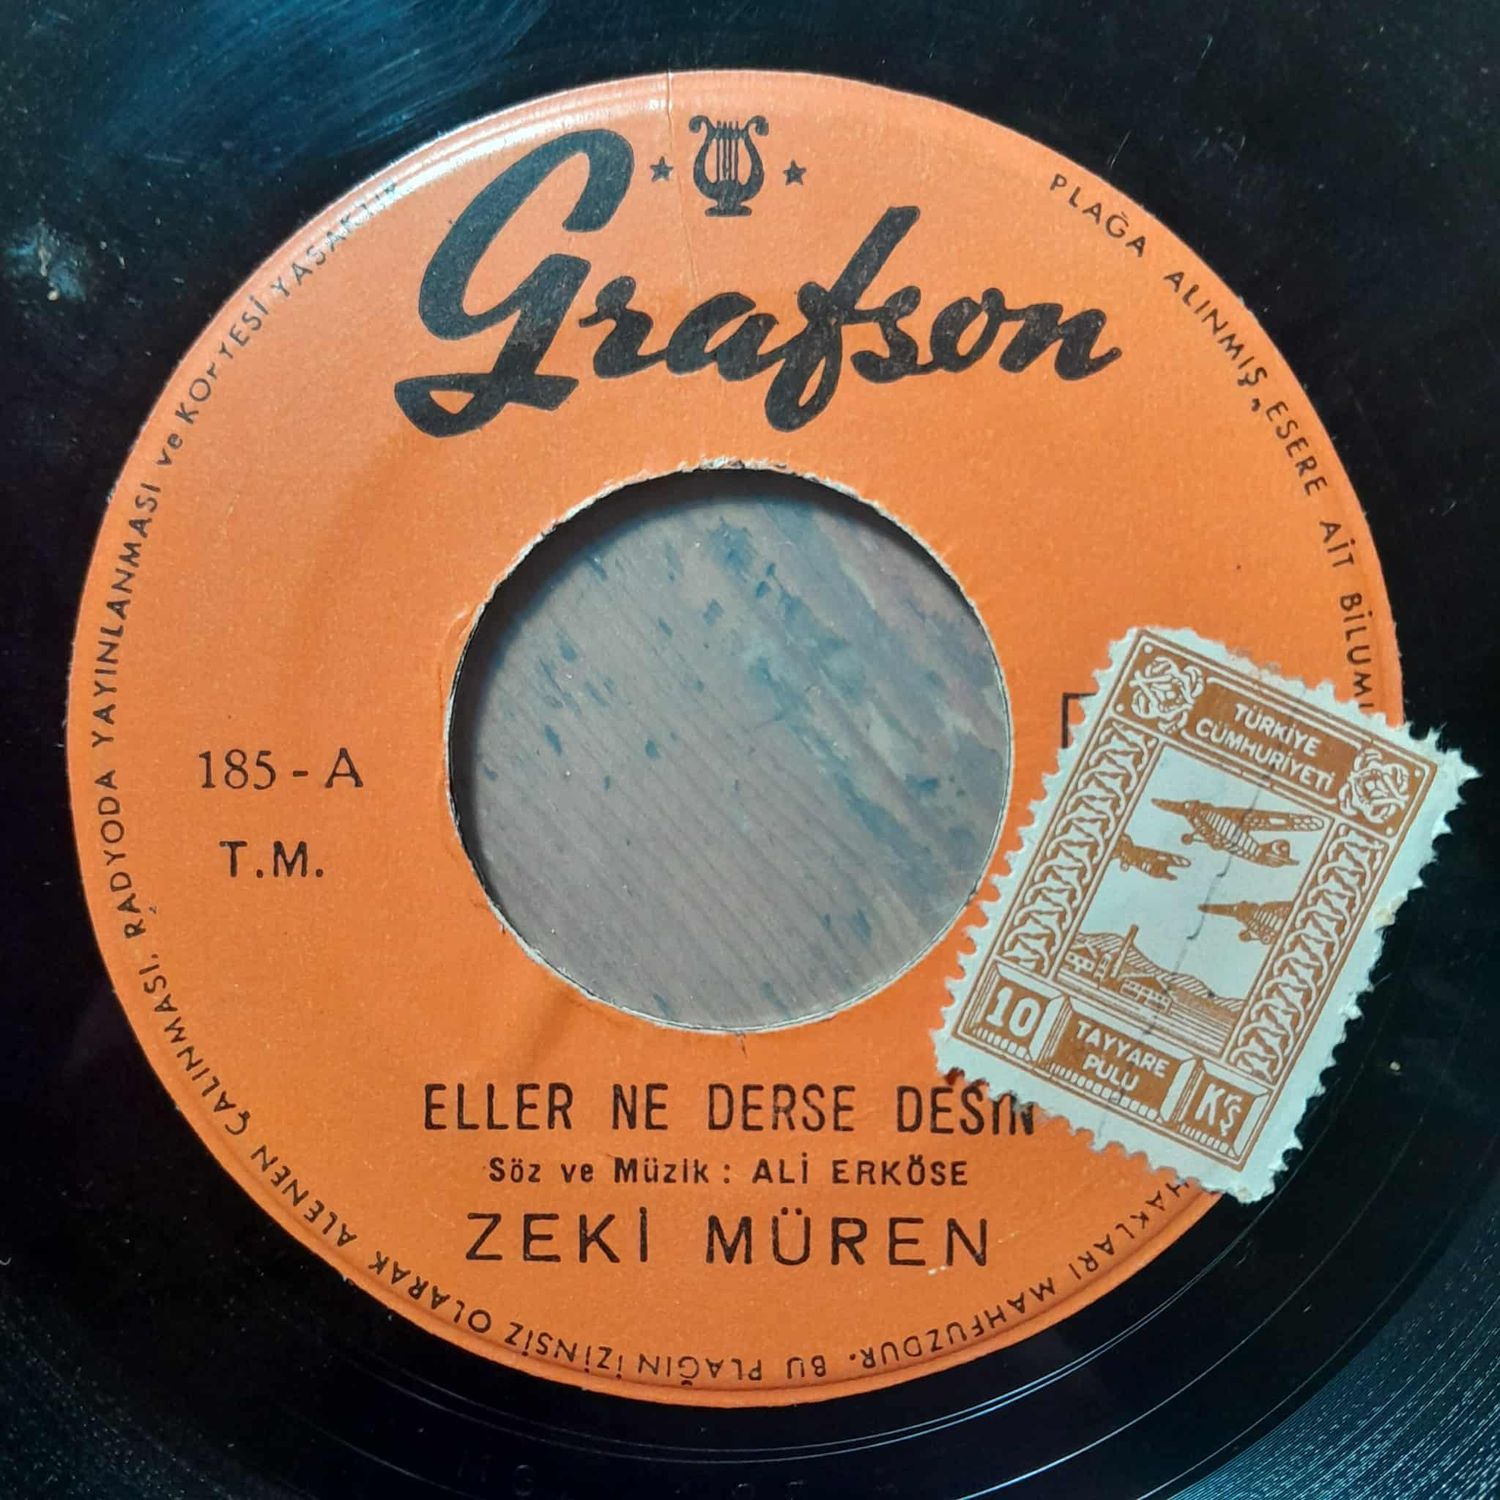 Grafson
PLAĞA ALINMIŞ, ESERE AİT BİLUMU
HAKLARI MAHFUZDUR. BU PLAĞIN İZİNSİZ OLARAK ALENEN ÇALINMASI, RADYODA YAYINLANMASI ve KOPYESİ YASAKTIR
185 - A
T.M.
TÜRKİYE
CÜMHURİYETİ
10
TAYYARE
PULU
KŞ
ELLER NE DERSE DESİN
Söz ve Müzik : ALİ ERKÖSE
ZEKİ MÜREN